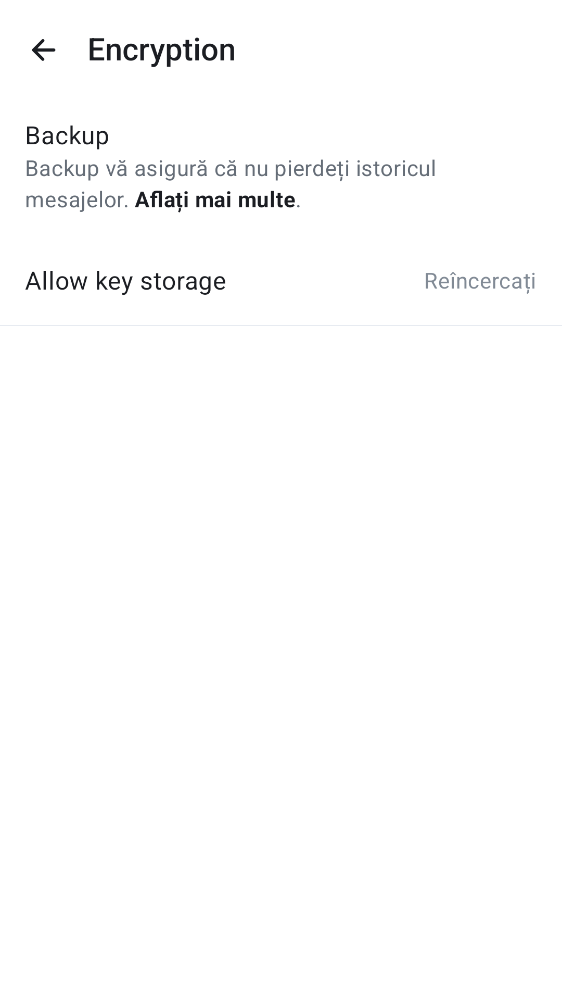 Encryption
Backup
Backup vă asigură că nu pierdeți istoricul
mesajelor. Aflați mai multe.
Allow key storage Reîncercați